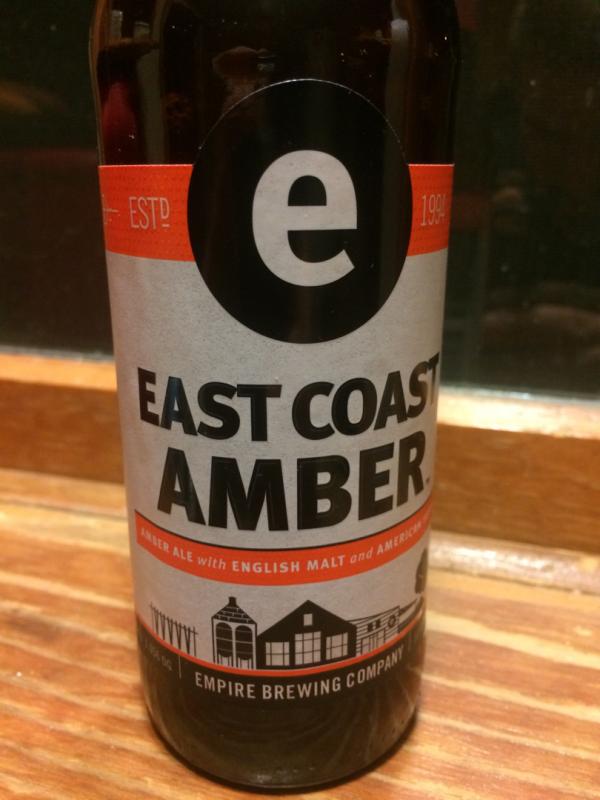 e
ESTD 1994
EAST COAST
AMBER
AMBER ALE with ENGLISH MALT and AMERICAN
EMPIRE BREWING COMPANY